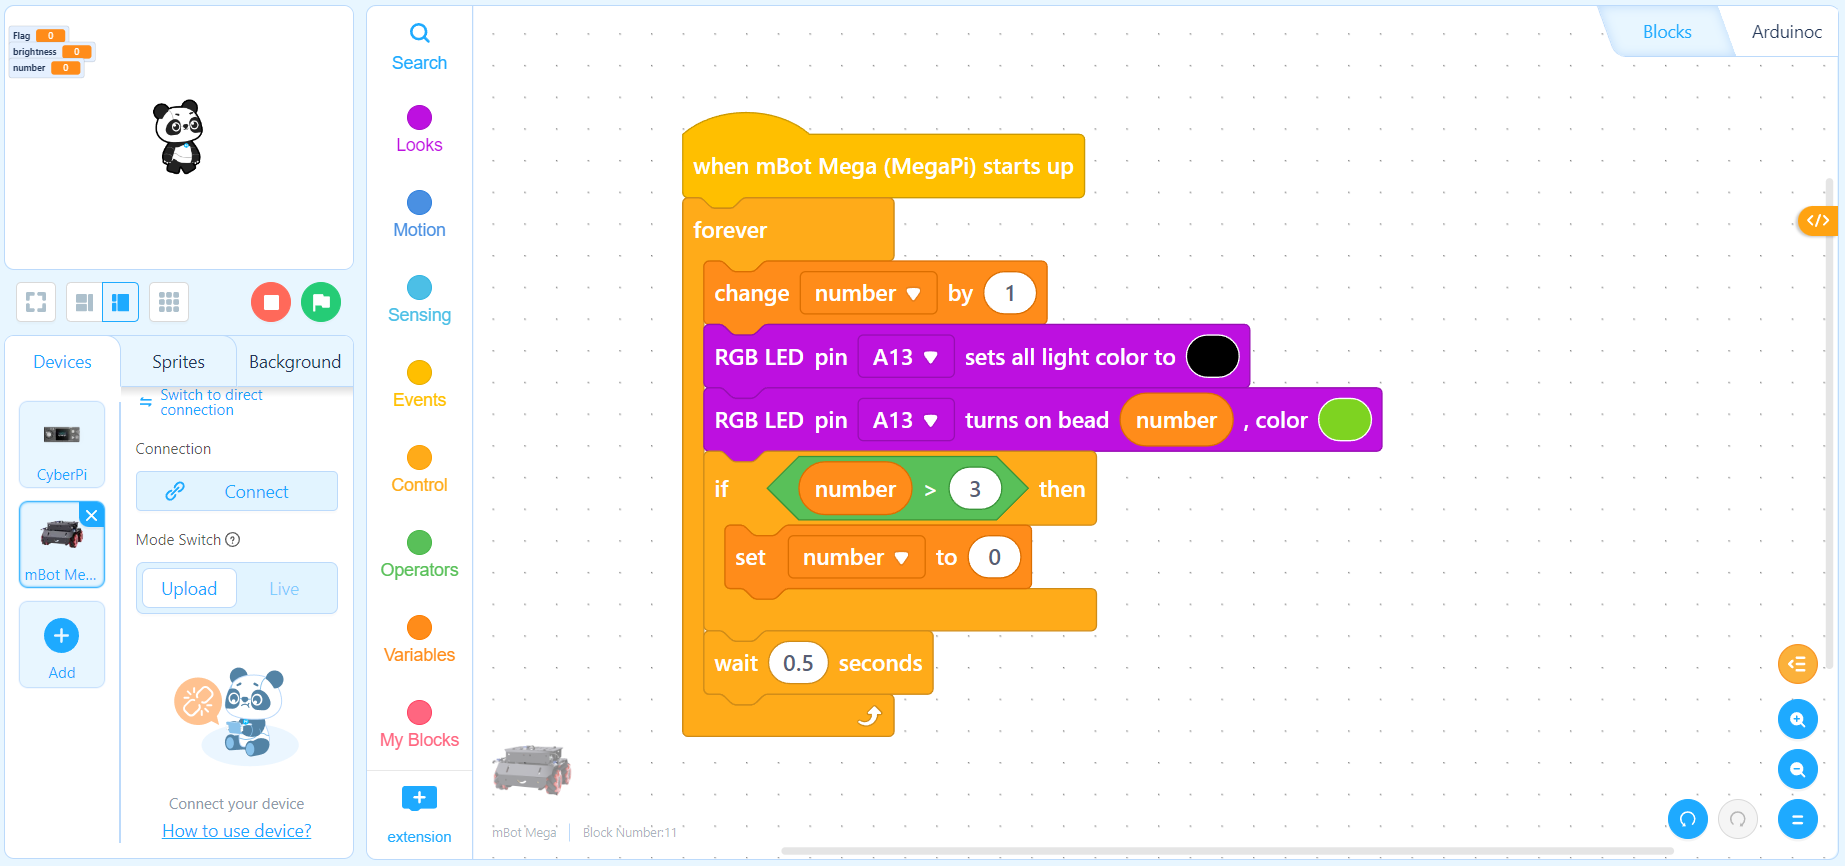 Flag 0
brightness 0
number 0
Devices
Sprites
Background
Switch to direct
connection
CyberPi
Connection
Connect
mBot Me...
Mode Switch ?
Upload
Live
Add
Connect your device
How to use device?
Search
Looks
Motion
Sensing
Events
Control
Operators
Variables
My Blocks
extension
Blocks
Arduinoc
</>
when mBot Mega (MegaPi) starts up
forever
change number by 1
RGB LED pin A13 sets all light color to
RGB LED pin A13 turns on bead number , color
if number > 3 then
set number to 0
wait 0.5 seconds
mBot Mega
Block Number:11